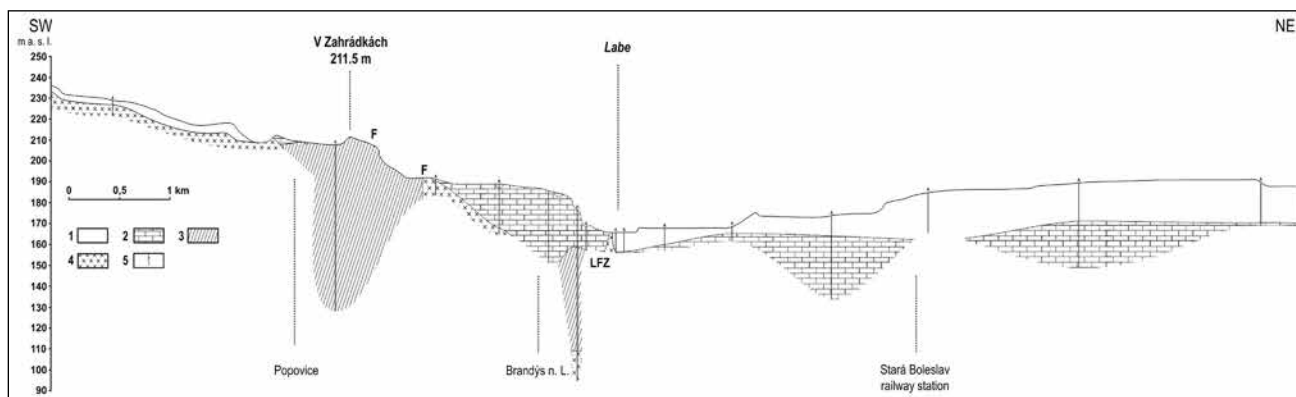 SW
NE
m a. s. l.
V Zahrádkách
211.5 m
Labe
250
240
230
220
210
200
190
180
170
160
150
140
130
120
110
100
90
F
F
0 0,5 1 km
1 2 3
4 5
LFZ
Popovice
Brandýs n. L.
Stará Boleslav
railway station